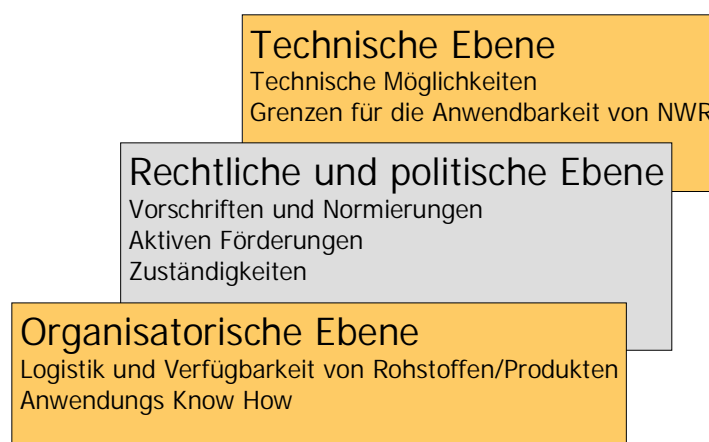 Technische Ebene
Technische Möglichkeiten
Grenzen für die Anwendbarkeit von NWR
Rechtliche und politische Ebene
Vorschriften und Normierungen
Aktiven Förderungen
Zuständigkeiten
Organisatorische Ebene
Logistik und Verfügbarkeit von Rohstoffen/Produkten
Anwendungs Know How